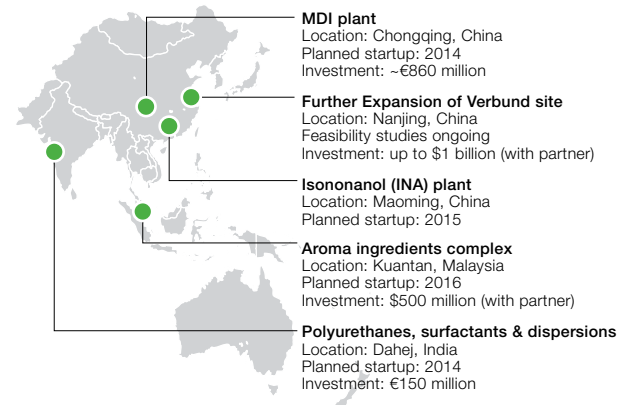 MDI plant
Location: Chongqing, China
Planned startup: 2014
Investment: ~€860 million
Further Expansion of Verbund site
Location: Nanjing, China
Feasibility studies ongoing
Investment: up to $1 billion (with partner)
Isononanol (INA) plant
Location: Maoming, China
Planned startup: 2015
Aroma ingredients complex
Location: Kuantan, Malaysia
Planned startup: 2016
Investment: $500 million (with partner)
Polyurethanes, surfactants & dispersions
Location: Dahej, India
Planned startup: 2014
Investment: €150 million